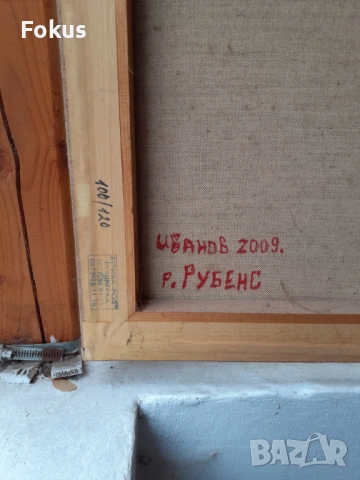 Fokus
100/120
ИВАНОВ 2009.
Р. РУБЕНС
BAZAR